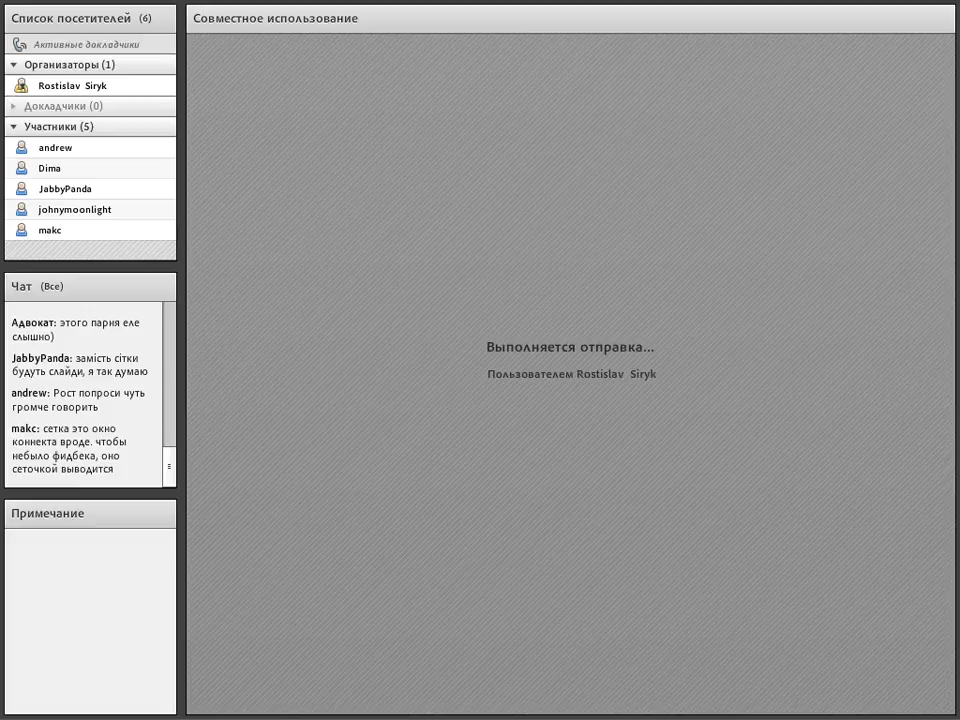 Список посетителей (6)
Активные докладчики
Организаторы (1)
Rostislav Siryk
Докладчики (0)
Участники (5)
andrew
Dima
JabbyPanda
johnymoonlight
makc
Чат (Все)
Адвокат: этого парня еле
слышно)
JabbyPanda: замість сітки
будуть слайди, я так думаю
andrew: Рост попроси чуть
громче говорить
makc: сетка это окно
коннекта вроде. чтобы
небыло фидбека, оно
сеточкой выводится
Примечание
Совместное использование
Выполняется отправка...
Пользователем Rostislav Siryk